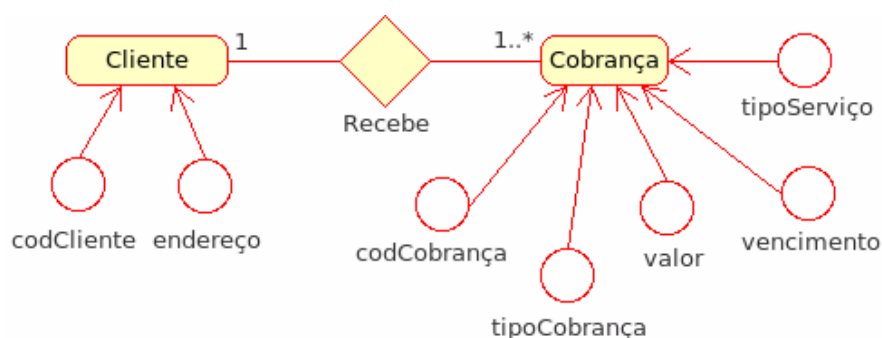 Cliente
1
Recebe
1..*
Cobrança
tipoServiço
codCliente
endereço
codCobrança
tipoCobrança
valor
vencimento